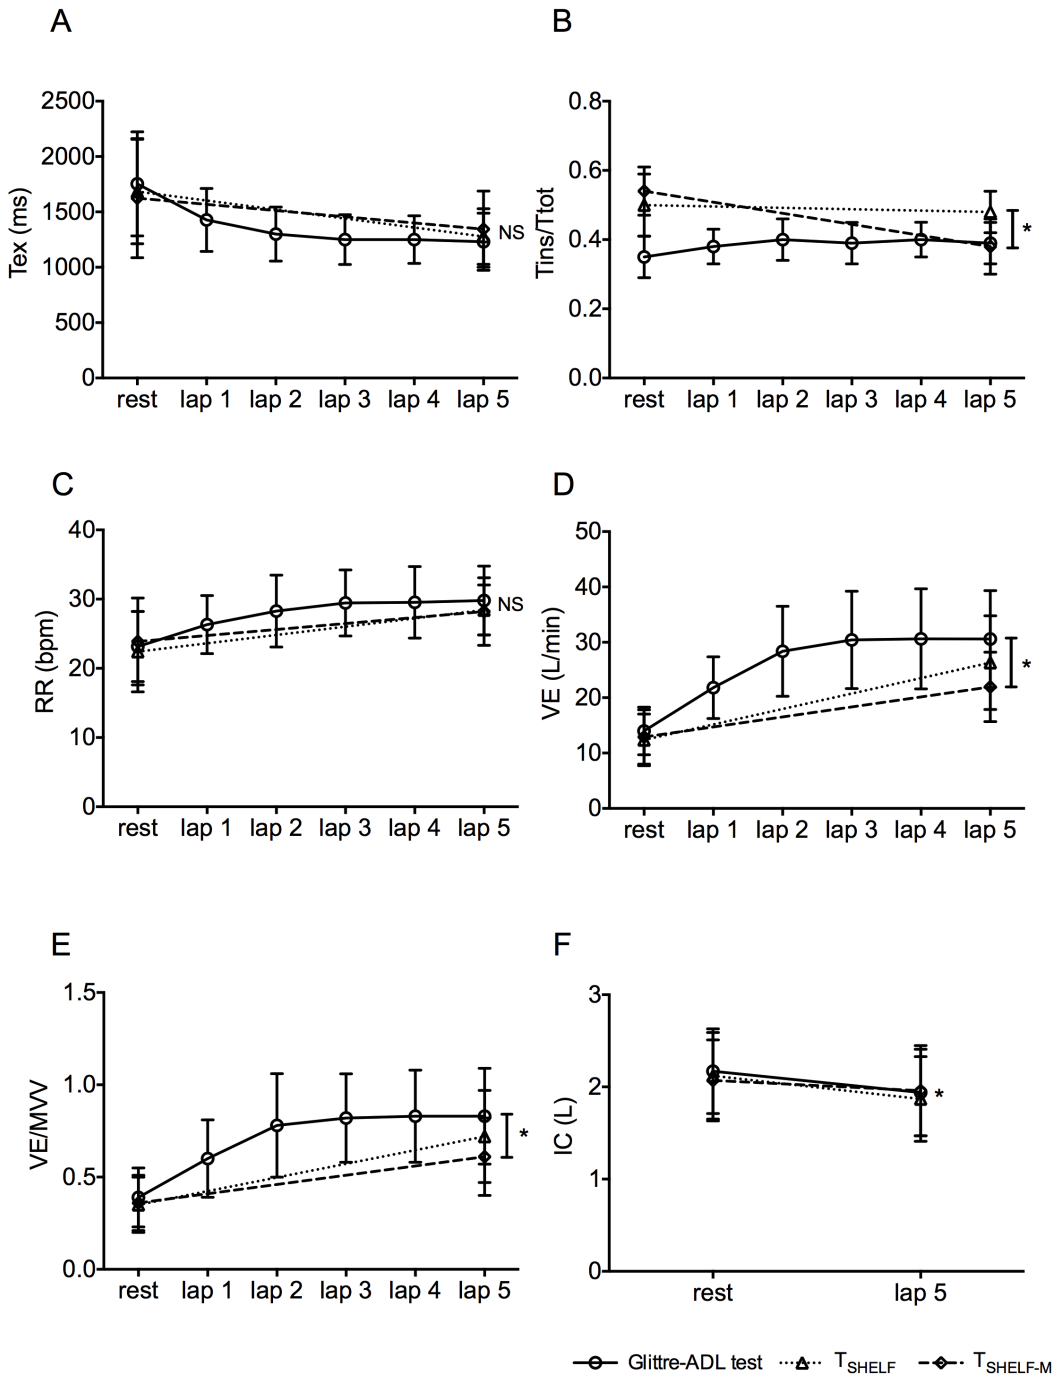 A
Tex (ms)
2500
2000
1500
1000
500
0
NS
rest lap 1 lap 2 lap 3 lap 4 lap 5
B
Tins/Ttot
0.8
0.6
0.4
0.2
0.0
*
rest lap 1 lap 2 lap 3 lap 4 lap 5
C
RR (bpm)
40
30
20
10
0
NS
rest lap 1 lap 2 lap 3 lap 4 lap 5
D
VE (L/min)
50
40
30
20
10
0
*
rest lap 1 lap 2 lap 3 lap 4 lap 5
E
VE/MVV
1.5
1.0
0.5
0.0
*
rest lap 1 lap 2 lap 3 lap 4 lap 5
F
IC (L)
3
2
1
0
*
rest lap 5
Glittre-ADL test TSHELF TSHELF-M